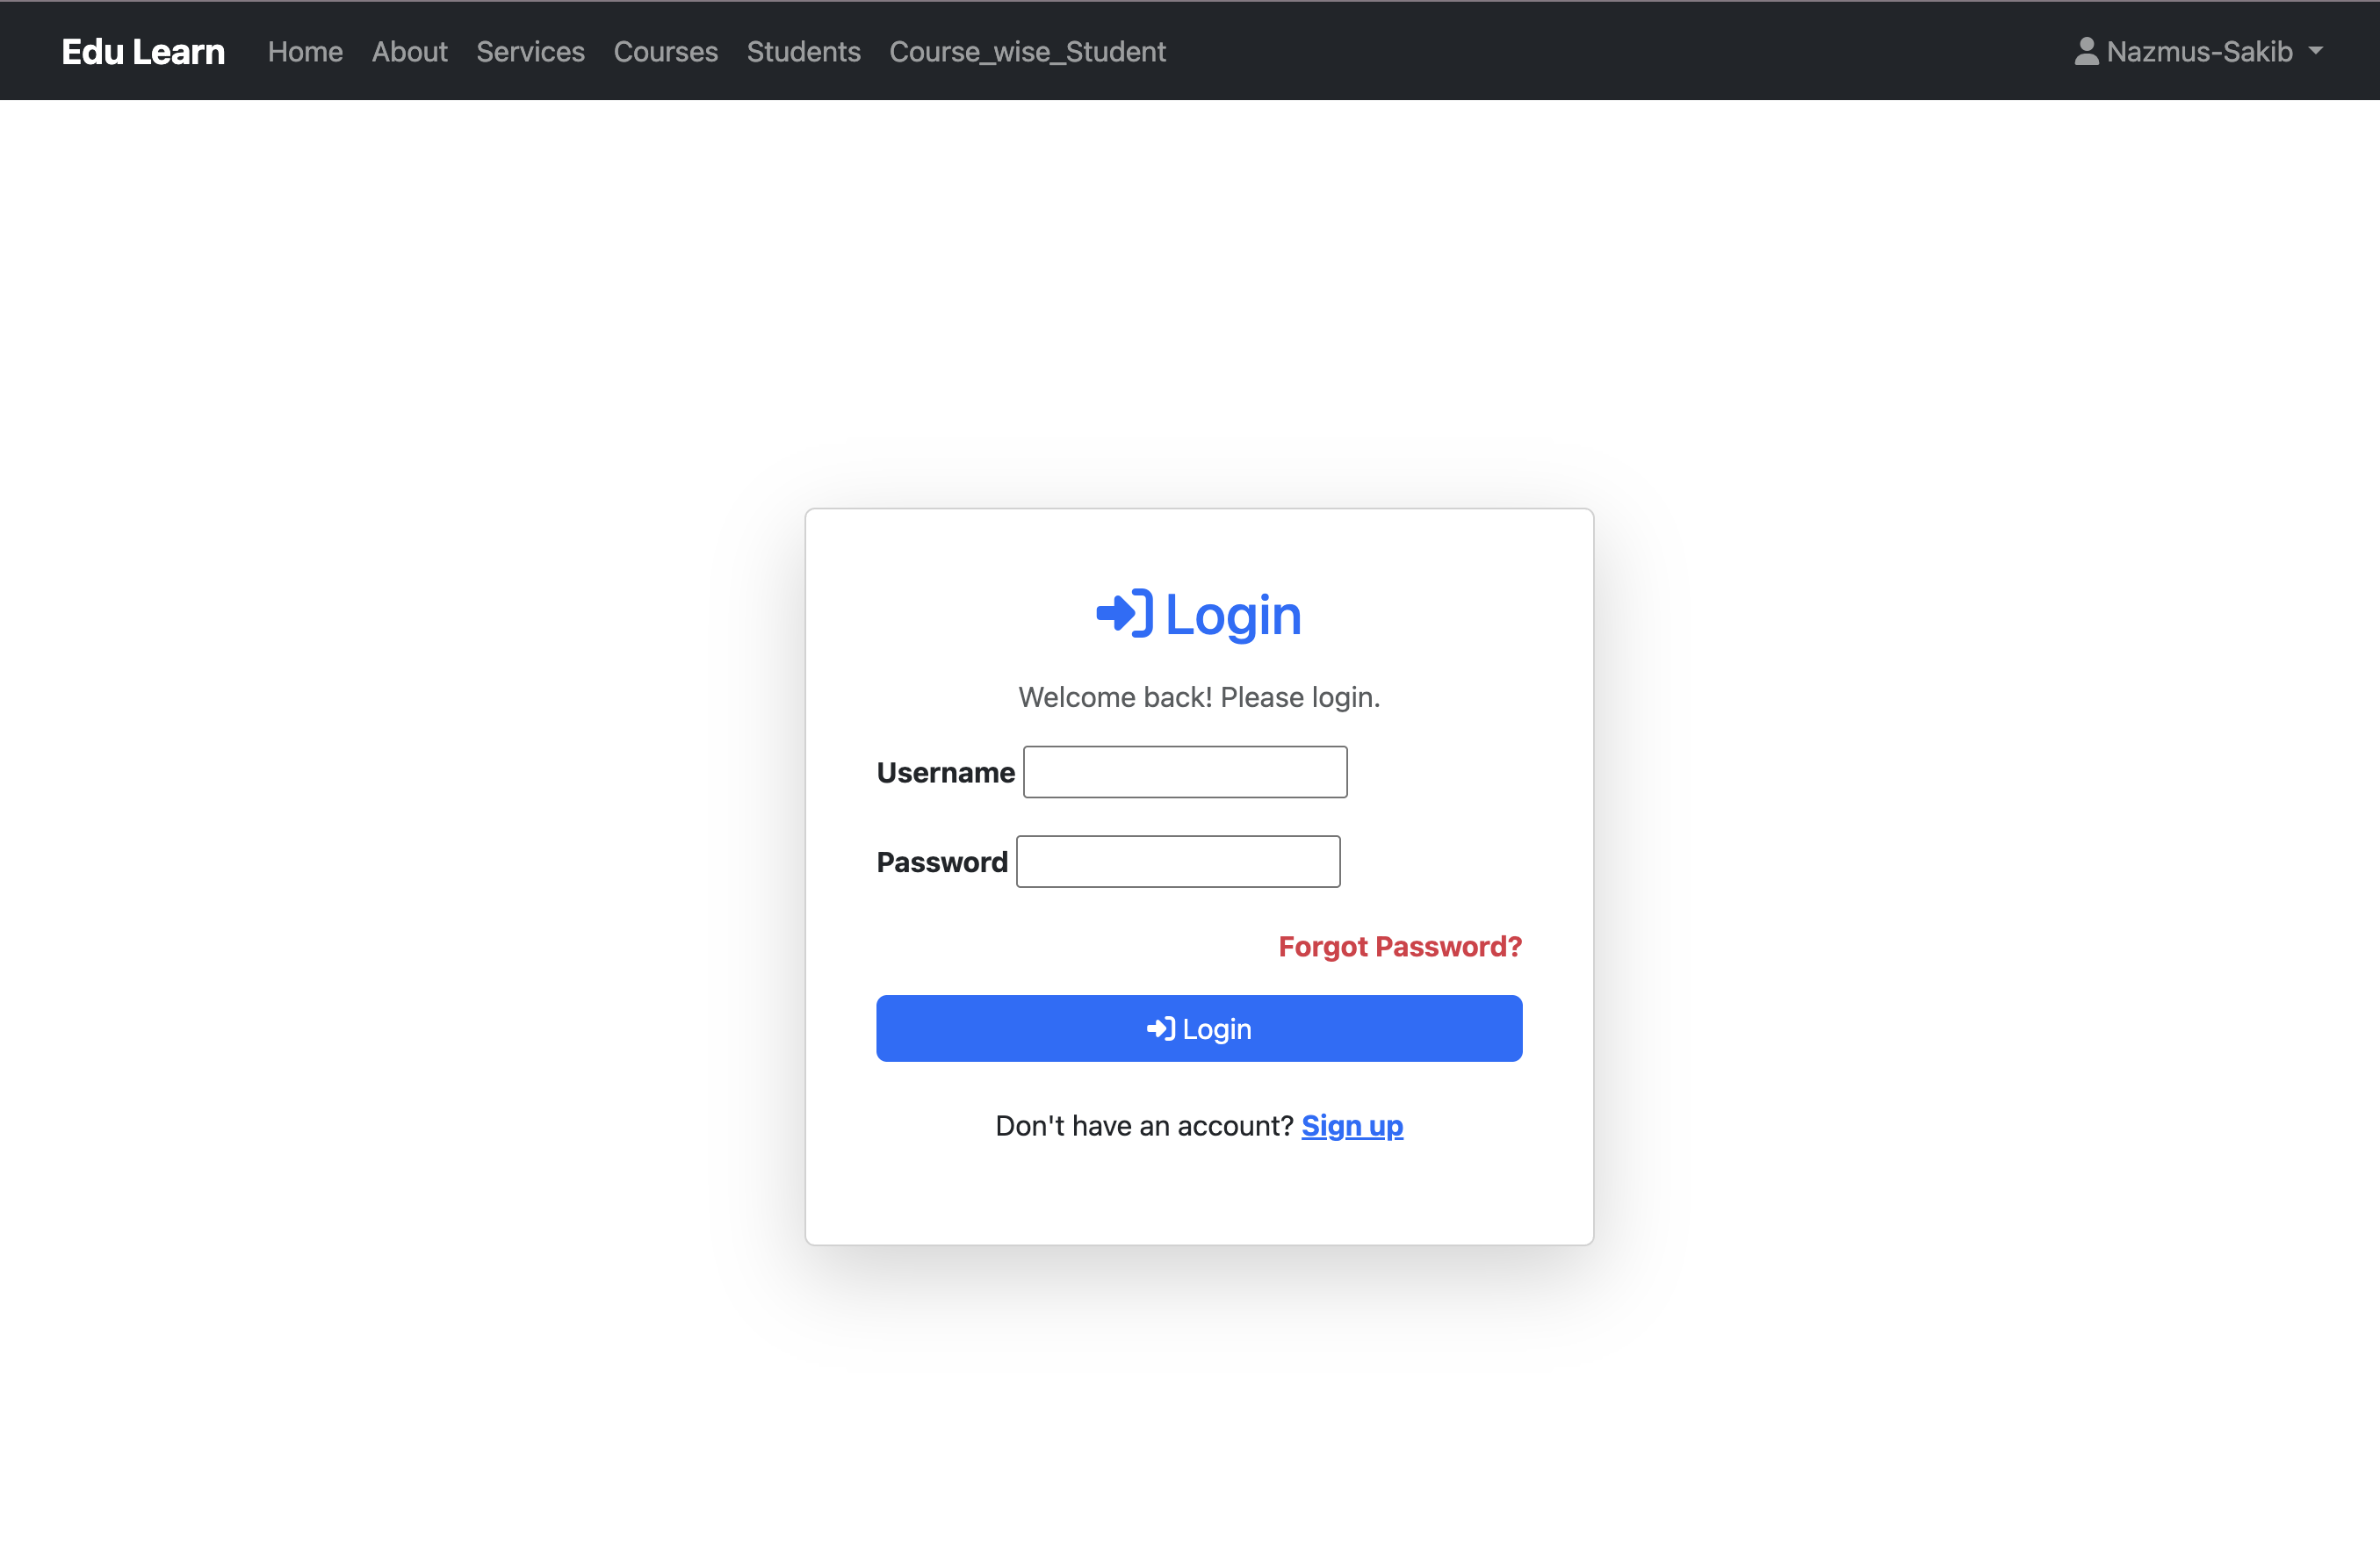 Edu Learn Home About Services Courses Students Course_wise_Student Nazmus-Sakib
Login
Welcome back! Please login.
Username
Password
Forgot Password?
Login
Don't have an account? Sign up